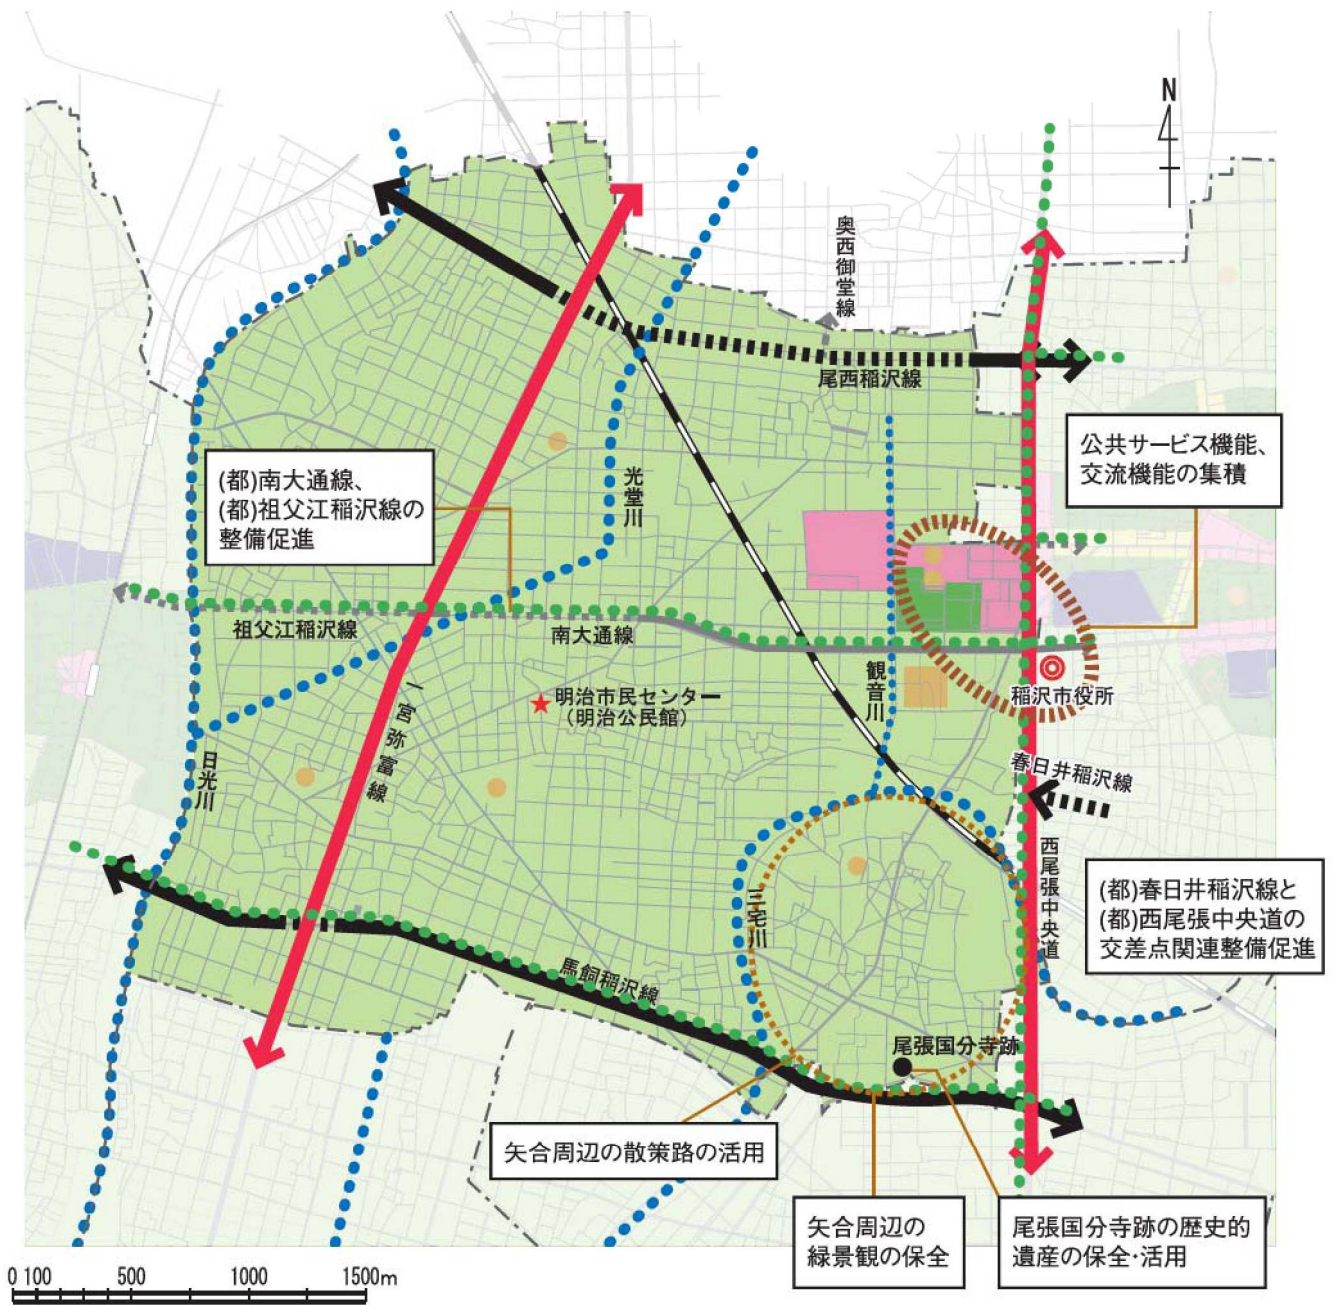 N
奥西御堂線
尾西稲沢線
公共サービス機能、
交流機能の集積
(都)南大通線、
(都)祖父江稲沢線の
整備促進
光堂川
祖父江稲沢線
南大通線
観音川
稲沢市役所
明治市民センター
（明治公民館）
一宮弥富線
日光川
春日井稲沢線
西尾張中央道
(都)春日井稲沢線と
(都)西尾張中央道の
交差点関連整備促進
三宅川
馬飼稲沢線
尾張国分寺跡
矢合周辺の散策路の活用
矢合周辺の
緑景観の保全
尾張国分寺跡の歴史的
遺産の保全・活用
0 100 500 1000 1500m